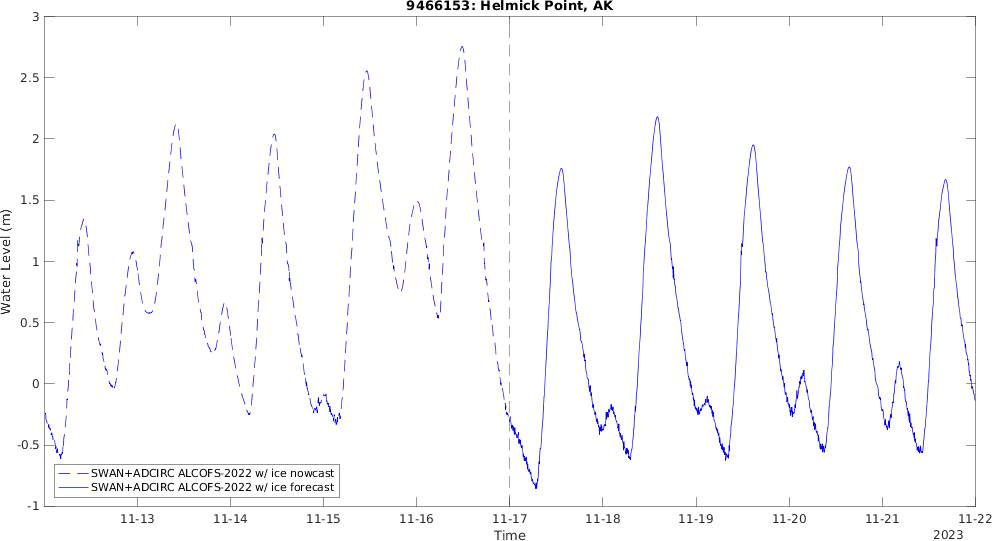 9466153: Helmick Point, AK
3
2.5
2
1.5
1
0.5
0
-0.5
-1
Water Level (m)
SWAN+ADCIRC ALCOFS-2022 w/ ice nowcast
SWAN+ADCIRC ALCOFS-2022 w/ ice forecast
11-13 11-14 11-15 11-16 11-17 11-18 11-19 11-20 11-21 11-22
Time
2023